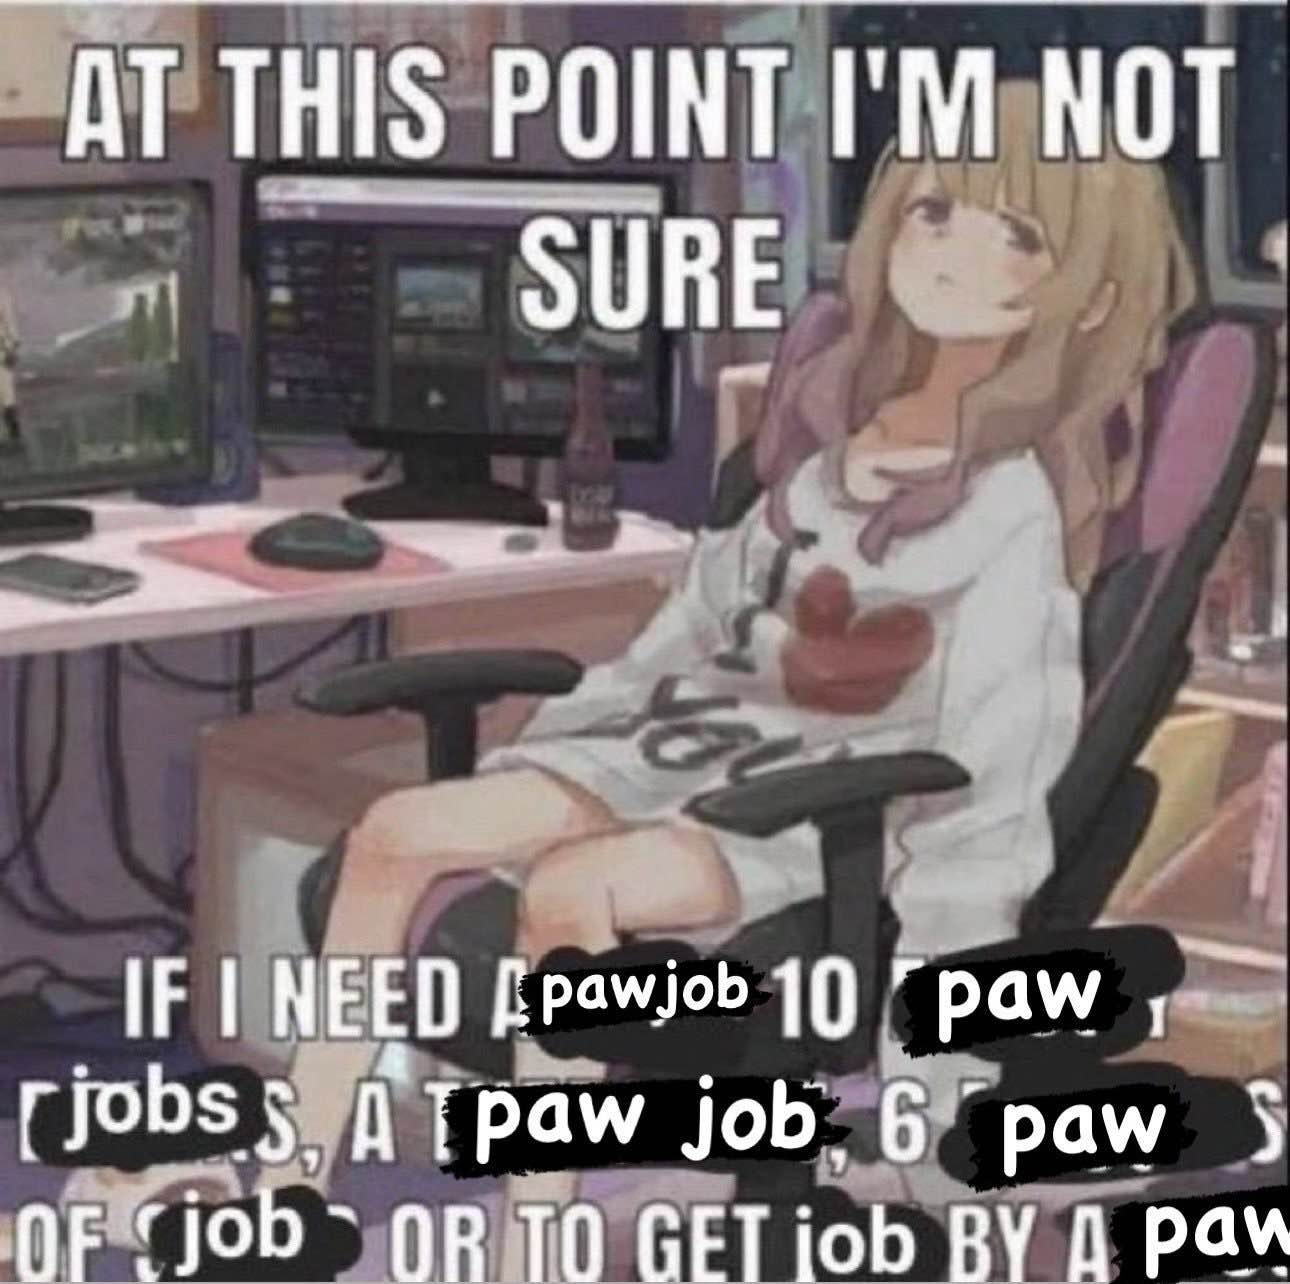 AT THIS POINT I'M NOT
SURE
I
YOU
IF I NEED A pawjob 10 paw
jobs S, A paw job, 6 paw S
OF job OR TO GET job BY A paw